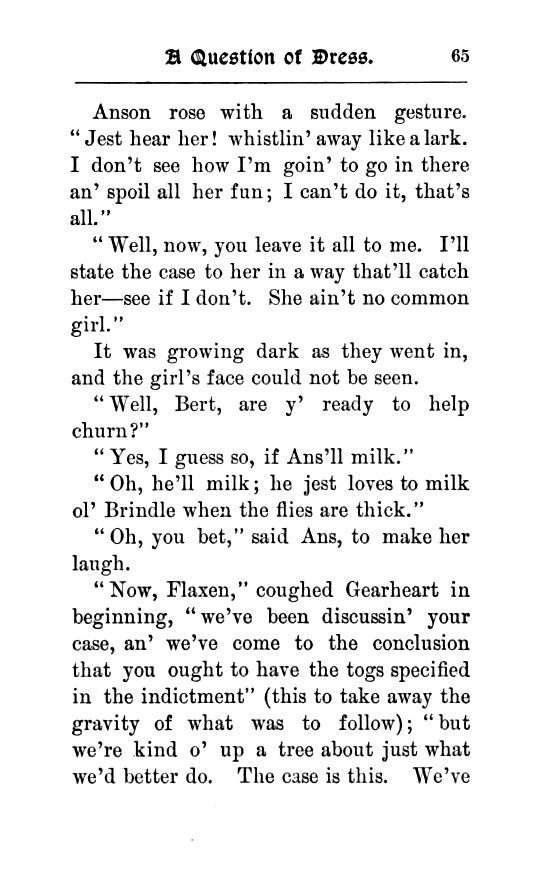 A Question of Dress. 65
Anson rose with a sudden gesture.
“Jest hear her! whistlin’ away like a lark.
I don’t see how I’m goin’ to go in there
an’ spoil all her fun; I can’t do it, that’s
all.”
“Well, now, you leave it all to me. I’ll
state the case to her in a way that’ll catch
her—see if I don’t. She ain’t no common
girl.”
It was growing dark as they went in,
and the girl’s face could not be seen.
“Well, Bert, are y’ ready to help
churn?”
“Yes, I guess so, if Ans’ll milk.”
“Oh, he’ll milk; he jest loves to milk
ol’ Brindle when the flies are thick.”
“Oh, you bet,” said Ans, to make her
laugh.
“Now, Flaxen,” coughed Gearheart in
beginning, “we’ve been discussin’ your
case, an’ we’ve come to the conclusion
that you ought to have the togs specified
in the indictment” (this to take away the
gravity of what was to follow); “but
we’re kind o’ up a tree about just what
we’d better do. The case is this. We’ve